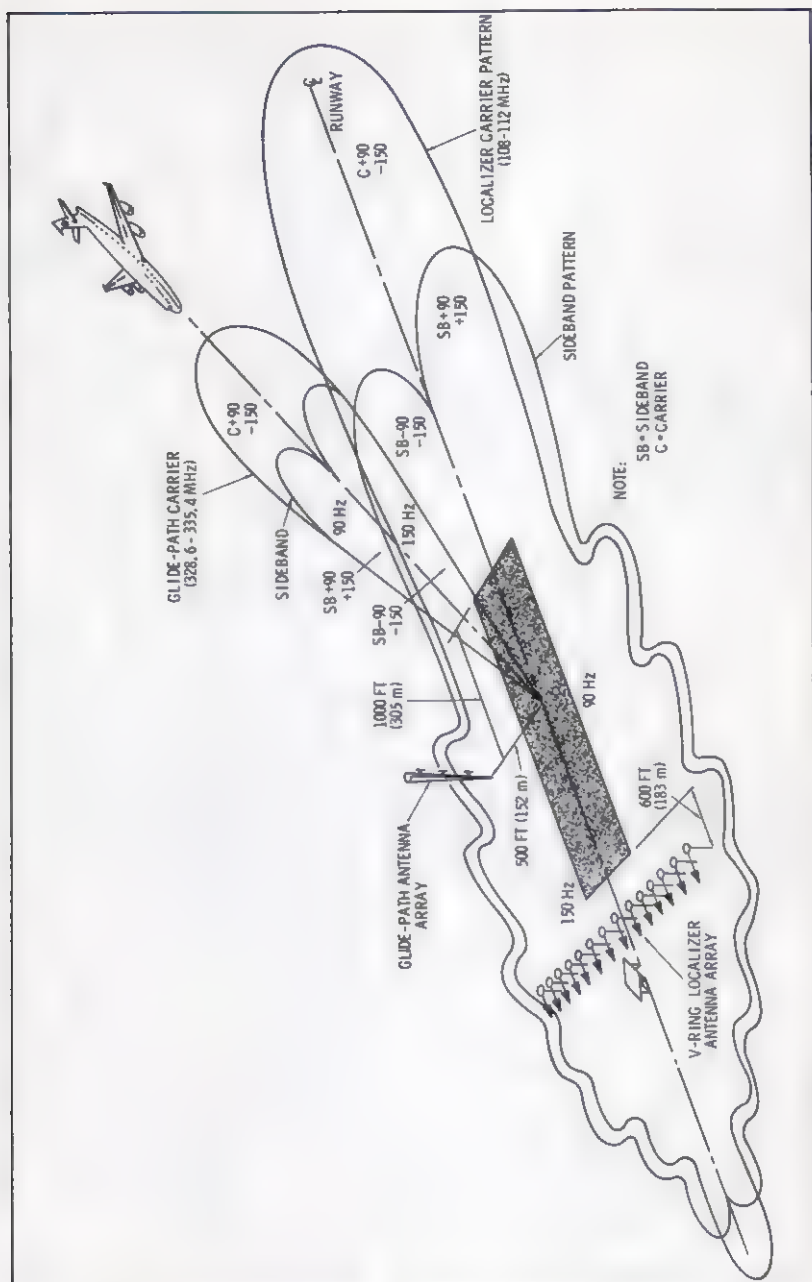 ℄
RUNWAY
C+90
-150
LOCALIZER CARRIER PATTERN
(108-112 MHz)
GLIDE-PATH CARRIER
(328.6 - 335.4 MHz)
C+90
-150
SIDEBAND
90 Hz
SB+90
+150
150 Hz
SB-90
-150
SB-90
-150
SB+90
+150
SIDEBAND PATTERN
NOTE:
SB=SIDEBAND
C=CARRIER
1000 FT
(305 m)
GLIDE-PATH ANTENNA
ARRAY
500 FT (152 m)
90 Hz
150 Hz
600 FT
(183 m)
V-RING LOCALIZER
ANTENNA ARRAY